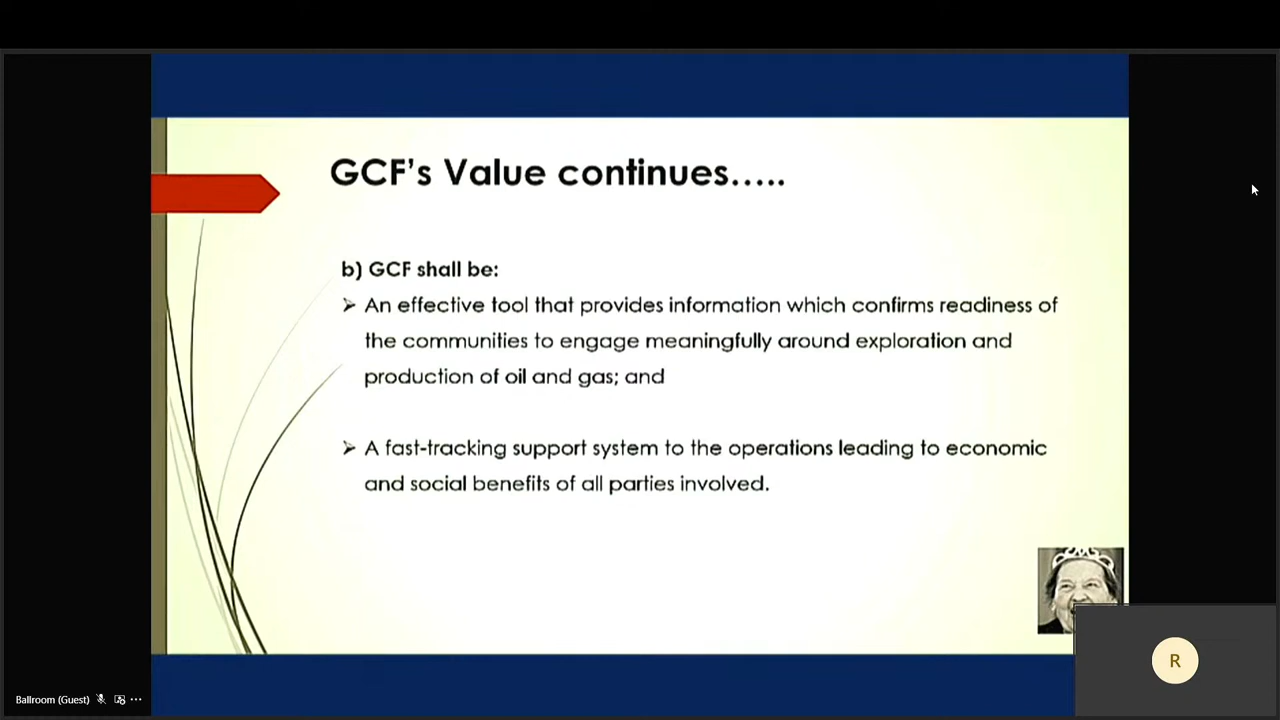 GCF's Value continues.....
b) GCF shall be:
➢ An effective tool that provides information which confirms readiness of
the communities to engage meaningfully around exploration and
production of oil and gas; and
➢ A fast-tracking support system to the operations leading to economic
and social benefits of all parties involved.
R
Ballroom (Guest)